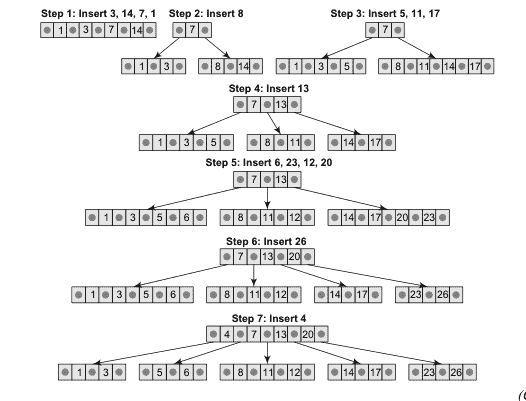 Step 1: Insert 3, 14, 7, 1 Step 2: Insert 8 Step 3: Insert 5, 11, 17
1 3 7 14 7 7
1 3 8 14 1 3 5 8 11 14 17
Step 4: Insert 13
7 13
1 3 5 8 11 14 17
Step 5: Insert 6, 23, 12, 20
7 13
1 3 5 6 8 11 12 14 17 20 23
Step 6: Insert 26
7 13 20
1 3 5 6 8 11 12 14 17 23 26
Step 7: Insert 4
4 7 13 20
1 3 5 6 8 11 12 14 17 23 26